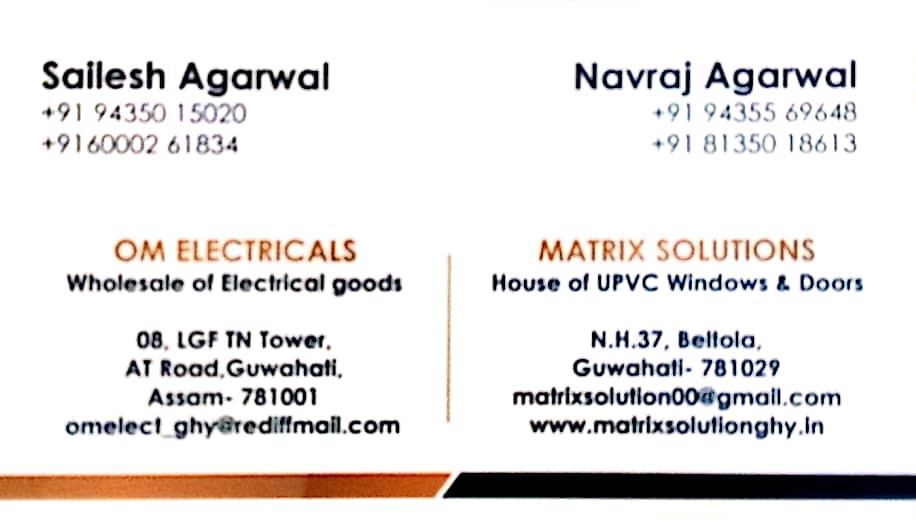 Sailesh Agarwal
+91 94350 15020
+9160002 61834
Navraj Agarwal
+91 94355 69648
+91 81350 18613
OM ELECTRICALS
Wholesale of Electrical goods
08, LGF TN Tower,
AT Road,Guwahati,
Assam- 781001
omelect_ghy@rediffmail.com
MATRIX SOLUTIONS
House of UPVC Windows & Doors
N.H.37, Beltola,
Guwahati- 781029
matrixsolution00@gmail.com
www.matrixsolutionghy.in